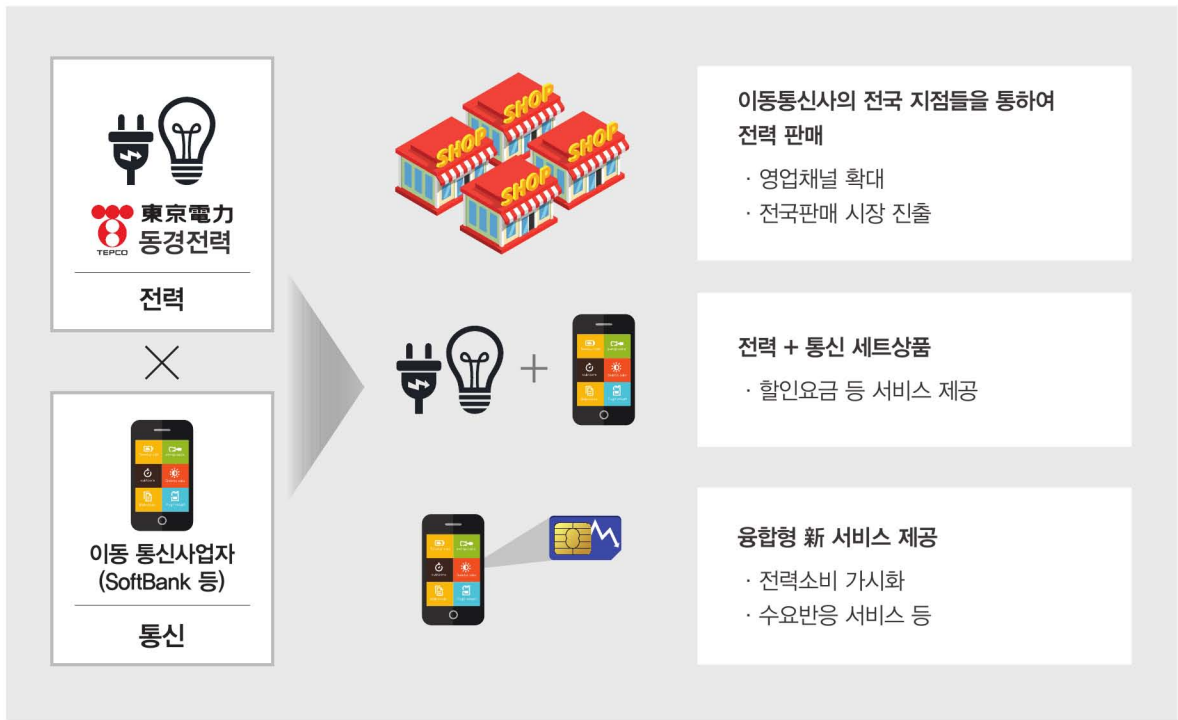 東京電力
TEPCO
동경전력
전력
이동 통신사업자
(SoftBank 등)
통신
SHOP
SHOP
SHOP
SHOP
이동통신사의 전국 지점들을 통하여
전력 판매
· 영업채널 확대
· 전국판매 시장 진출
전력 + 통신 세트상품
· 할인요금 등 서비스 제공
융합형 新 서비스 제공
· 전력소비 가시화
· 수요반응 서비스 등